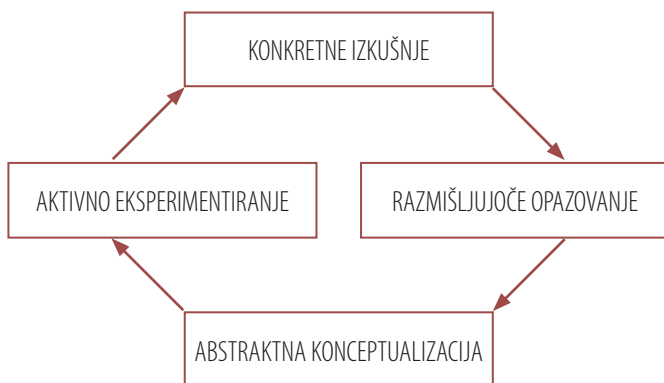 KONKRETNE IZKUŠNJE
AKTIVNO EKSPERIMENTIRANJE
RAZMIŠLJUJOČE OPAZOVANJE
ABSTRAKTNA KONCEPTUALIZACIJA